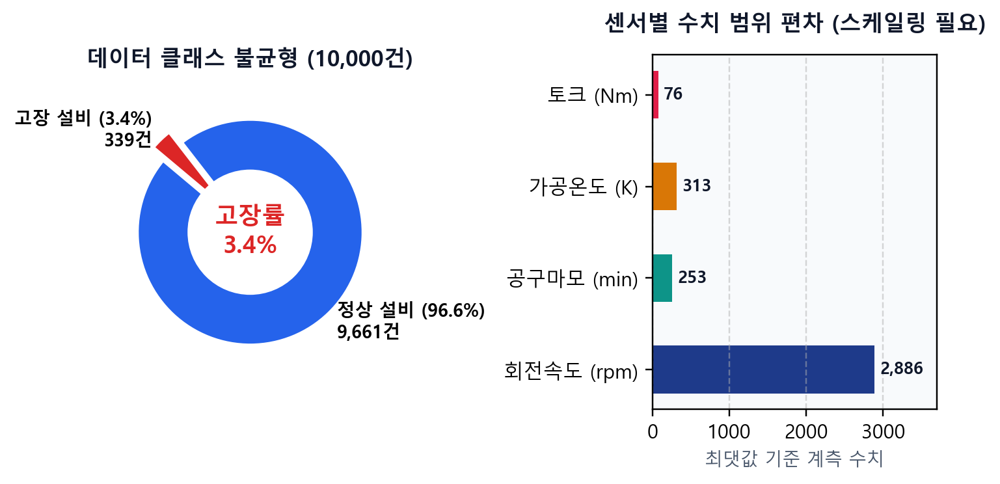 데이터 클래스 불균형 (10,000건)
고장 설비 (3.4%)
339건
고장률
3.4%
정상 설비 (96.6%)
9,661건
센서별 수치 범위 편차 (스케일링 필요)
토크 (Nm)
76
가공온도 (K)
313
공구마모 (min)
253
회전속도 (rpm)
2,886
0 1000 2000 3000
최댓값 기준 계측 수치